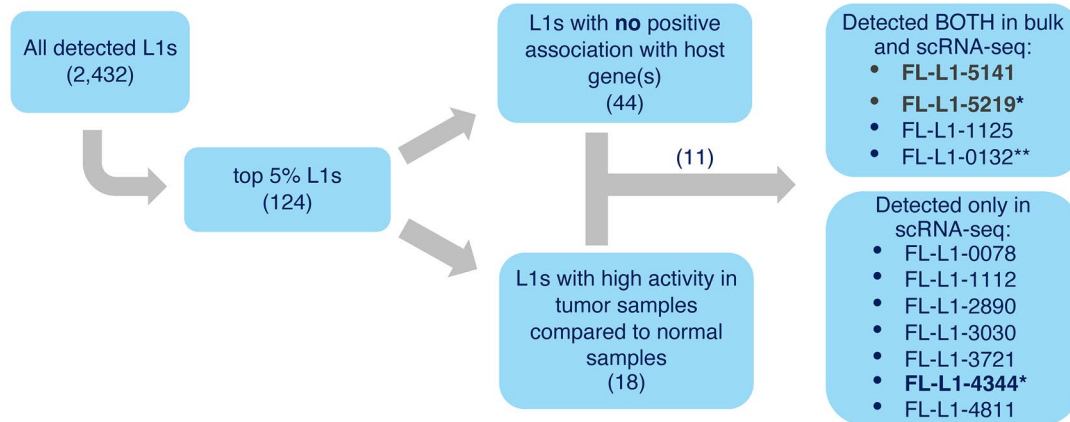 All detected L1s
(2,432)
top 5% L1s
(124)
L1s with no positive
association with host
gene(s)
(44)
L1s with high activity in
tumor samples
compared to normal
samples
(18)
(11)
Detected BOTH in bulk
and scRNA-seq:
• FL-L1-5141
• FL-L1-5219*
• FL-L1-1125
• FL-L1-0132**
Detected only in
scRNA-seq:
• FL-L1-0078
• FL-L1-1112
• FL-L1-2890
• FL-L1-3030
• FL-L1-3721
• FL-L1-4344*
• FL-L1-4811